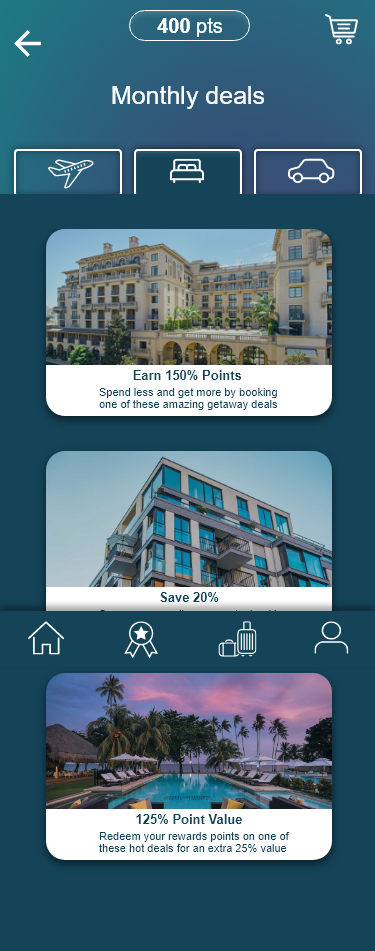 400 pts
Monthly deals
Earn 150% Points
Spend less and get more by booking
one of these amazing getaway deals
Save 20%
125% Point Value
Redeem your rewards points on one of
these hot deals for an extra 25% value